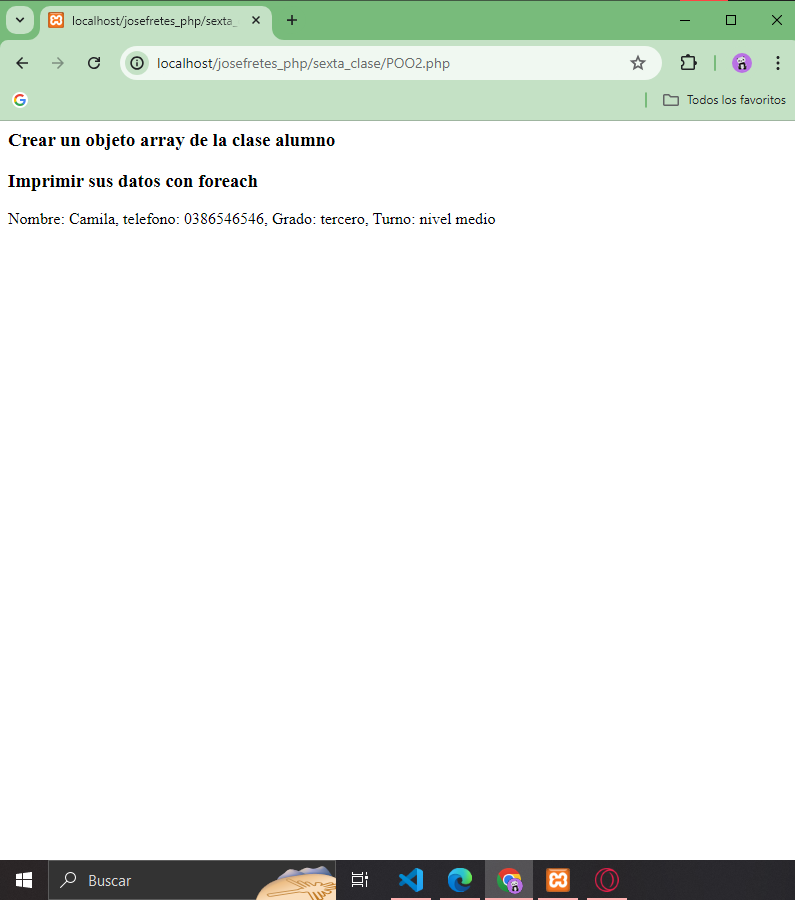 localhost/josefretes_php/sexta_
localhost/josefretes_php/sexta_clase/POO2.php
Todos los favoritos
Crear un objeto array de la clase alumno
Imprimir sus datos con foreach
Nombre: Camila, telefono: 0386546546, Grado: tercero, Turno: nivel medio
Buscar